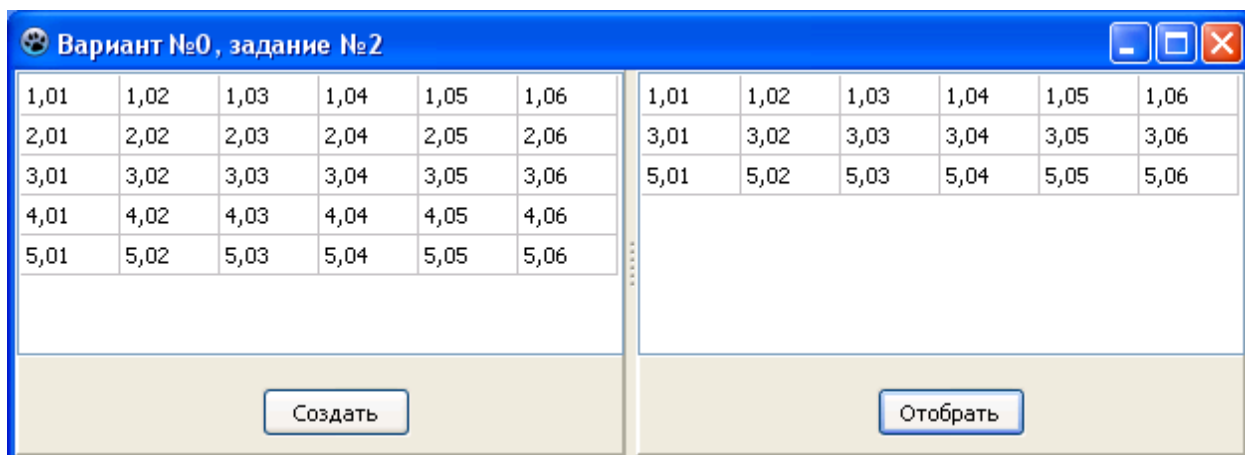 Вариант №0, задание №2
1,01 1,02 1,03 1,04 1,05 1,06
2,01 2,02 2,03 2,04 2,05 2,06
3,01 3,02 3,03 3,04 3,05 3,06
4,01 4,02 4,03 4,04 4,05 4,06
5,01 5,02 5,03 5,04 5,05 5,06
Создать
1,01 1,02 1,03 1,04 1,05 1,06
3,01 3,02 3,03 3,04 3,05 3,06
5,01 5,02 5,03 5,04 5,05 5,06
Отобрать